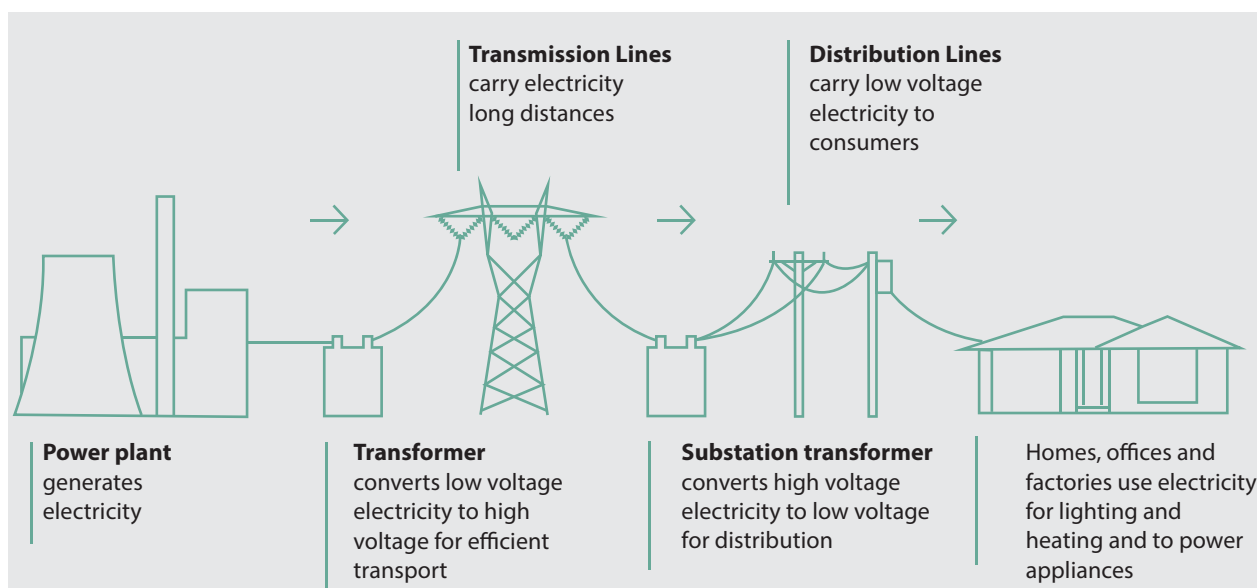 Transmission Lines
carry electricity
long distances
Distribution Lines
carry low voltage
electricity to
consumers
Power plant
generates
electricity
Transformer
converts low voltage
electricity to high
voltage for efficient
transport
Substation transformer
converts high voltage
electricity to low voltage
for distribution
Homes, offices and
factories use electricity
for lighting and
heating and to power
appliances